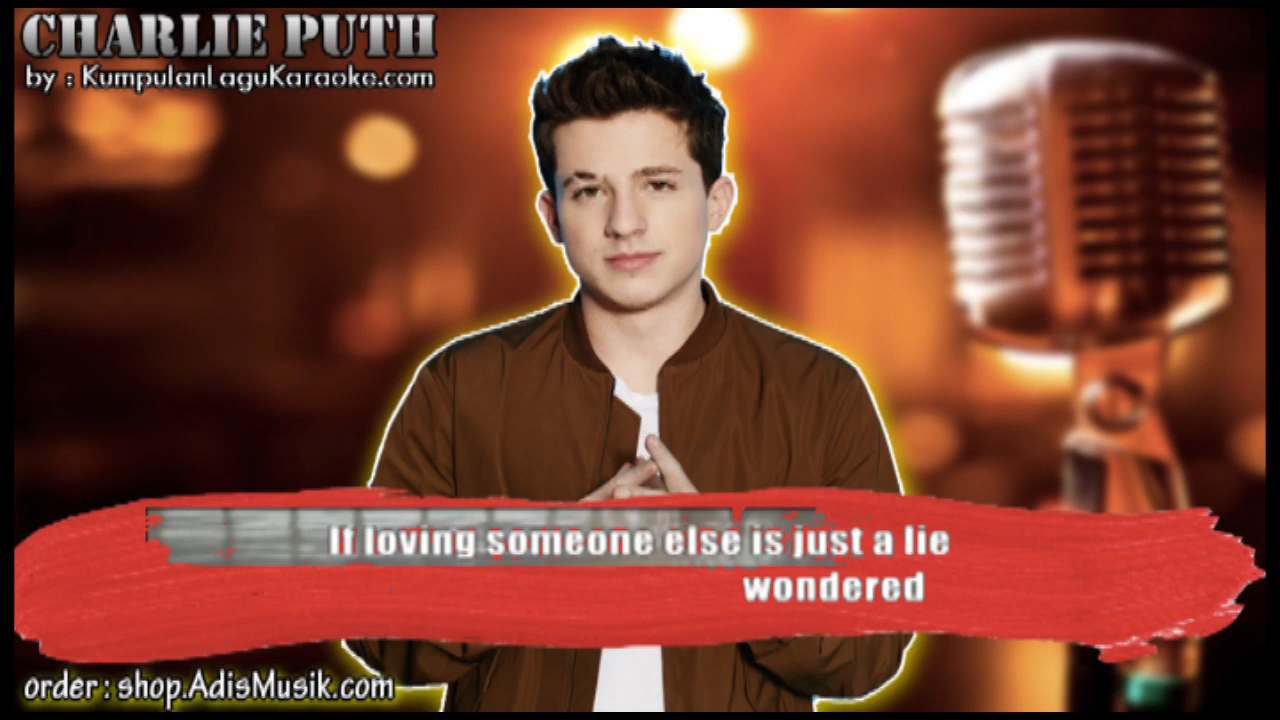 CHARLIE PUTH
by : KumpulanLaguKaraoke.com
If loving someone else is just a lie
wondered
order : shop.AdisMusik.com